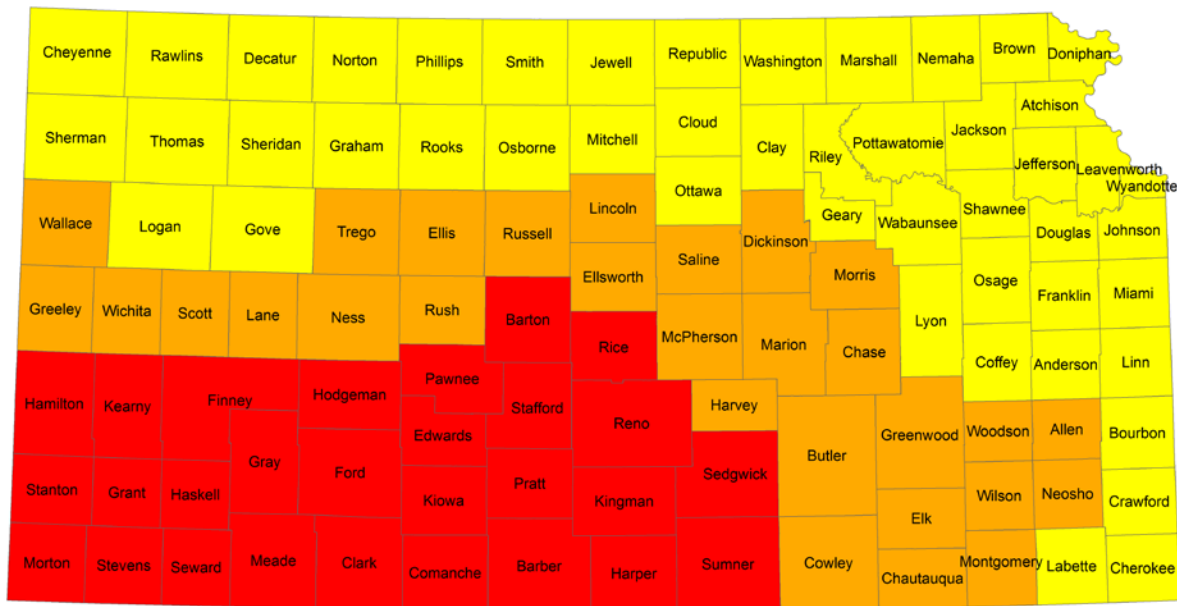 Cheyenne
Rawlins
Decatur
Norton
Phillips
Smith
Jewell
Republic
Washington
Marshall
Nemaha
Brown
Doniphan
Sherman
Thomas
Sheridan
Graham
Rooks
Osborne
Mitchell
Cloud
Clay
Riley
Pottawatomie
Jackson
Atchison
Jefferson
Leavenworth
Wyandotte
Wallace
Logan
Gove
Trego
Ellis
Russell
Lincoln
Ottawa
Dickinson
Geary
Wabaunsee
Shawnee
Douglas
Johnson
Greeley
Wichita
Scott
Lane
Ness
Rush
Barton
Ellsworth
Saline
Morris
Lyon
Osage
Franklin
Miami
Rice
McPherson
Marion
Chase
Coffey
Anderson
Linn
Hamilton
Kearny
Finney
Hodgeman
Pawnee
Stafford
Reno
Harvey
Butler
Greenwood
Woodson
Allen
Bourbon
Gray
Ford
Edwards
Stanton
Grant
Haskell
Kiowa
Pratt
Kingman
Sedgwick
Elk
Wilson
Neosho
Crawford
Morton
Stevens
Seward
Meade
Clark
Comanche
Barber
Harper
Sumner
Cowley
Chautauqua
Montgomery
Labette
Cherokee